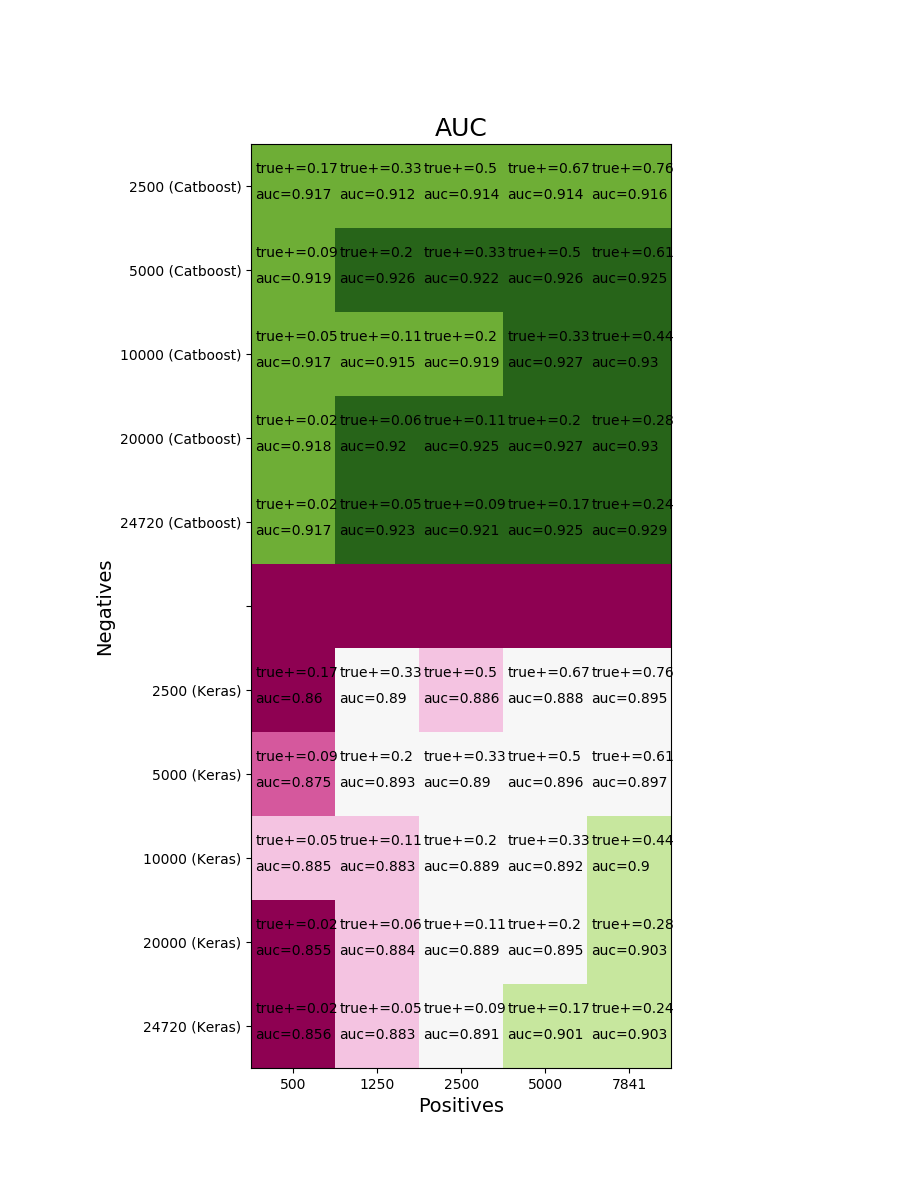 AUC
2500 (Catboost) true+=0.17 true+=0.33 true+=0.5 true+=0.67 true+=0.76
auc=0.917 auc=0.912 auc=0.914 auc=0.914 auc=0.916
5000 (Catboost) true+=0.09 true+=0.2 true+=0.33 true+=0.5 true+=0.61
auc=0.919 auc=0.926 auc=0.922 auc=0.926 auc=0.925
10000 (Catboost) true+=0.05 true+=0.11 true+=0.2 true+=0.33 true+=0.44
auc=0.917 auc=0.915 auc=0.919 auc=0.927 auc=0.93
20000 (Catboost) true+=0.02 true+=0.06 true+=0.11 true+=0.2 true+=0.28
auc=0.918 auc=0.92 auc=0.925 auc=0.927 auc=0.93
24720 (Catboost) true+=0.02 true+=0.05 true+=0.09 true+=0.17 true+=0.24
auc=0.917 auc=0.923 auc=0.921 auc=0.925 auc=0.929
Negatives
2500 (Keras) true+=0.17 true+=0.33 true+=0.5 true+=0.67 true+=0.76
auc=0.86 auc=0.89 auc=0.886 auc=0.888 auc=0.895
5000 (Keras) true+=0.09 true+=0.2 true+=0.33 true+=0.5 true+=0.61
auc=0.875 auc=0.893 auc=0.89 auc=0.896 auc=0.897
10000 (Keras) true+=0.05 true+=0.11 true+=0.2 true+=0.33 true+=0.44
auc=0.885 auc=0.883 auc=0.889 auc=0.892 auc=0.9
20000 (Keras) true+=0.02 true+=0.06 true+=0.11 true+=0.2 true+=0.28
auc=0.855 auc=0.884 auc=0.889 auc=0.895 auc=0.903
24720 (Keras) true+=0.02 true+=0.05 true+=0.09 true+=0.17 true+=0.24
auc=0.856 auc=0.883 auc=0.891 auc=0.901 auc=0.903
500 1250 2500 5000 7841
Positives